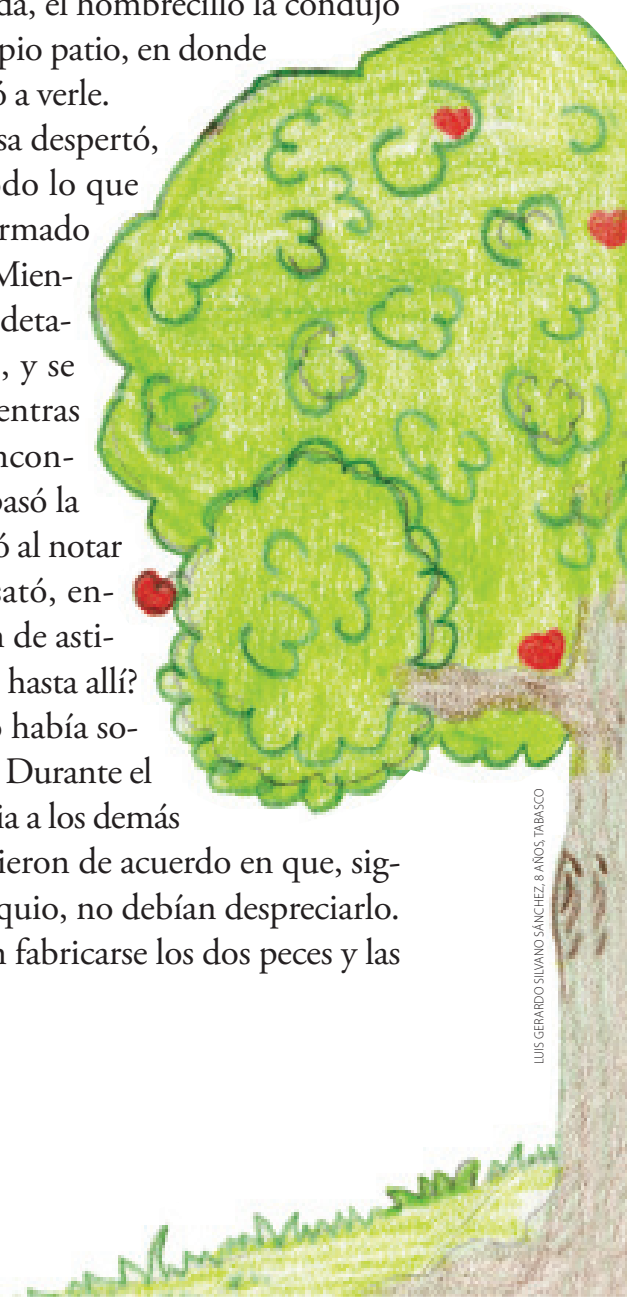 da, el hombrecillo la condujo
pio patio, en donde
ó a verle.
sa despertó,
do lo que
rmado
Mien-
deta-
, y se
entras
ncon-
pasó la
ó al notar
sató, en-
n de asti-
hasta allí?
o había so-
Durante el
ia a los demás
ieron de acuerdo en que, sig-
quio, no debían despreciarlo.
n fabricarse los dos peces y las
LUIS GERARDO SILVANO SÁNCHEZ, 8 AÑOS, TABASCO